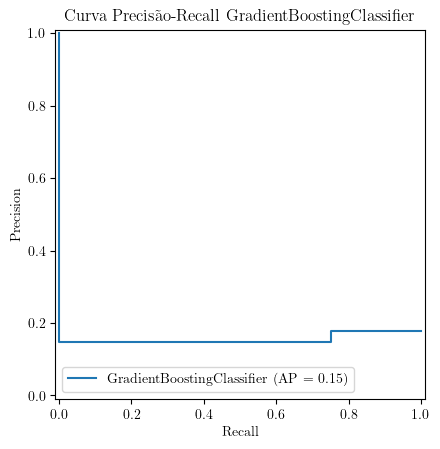 Curva Precisão-Recall GradientBoostingClassifier
1.0
0.8
0.6
0.4
0.2
0.0
Precision
GradientBoostingClassifier (AP = 0.15)
0.0 0.2 0.4 0.6 0.8 1.0
Recall